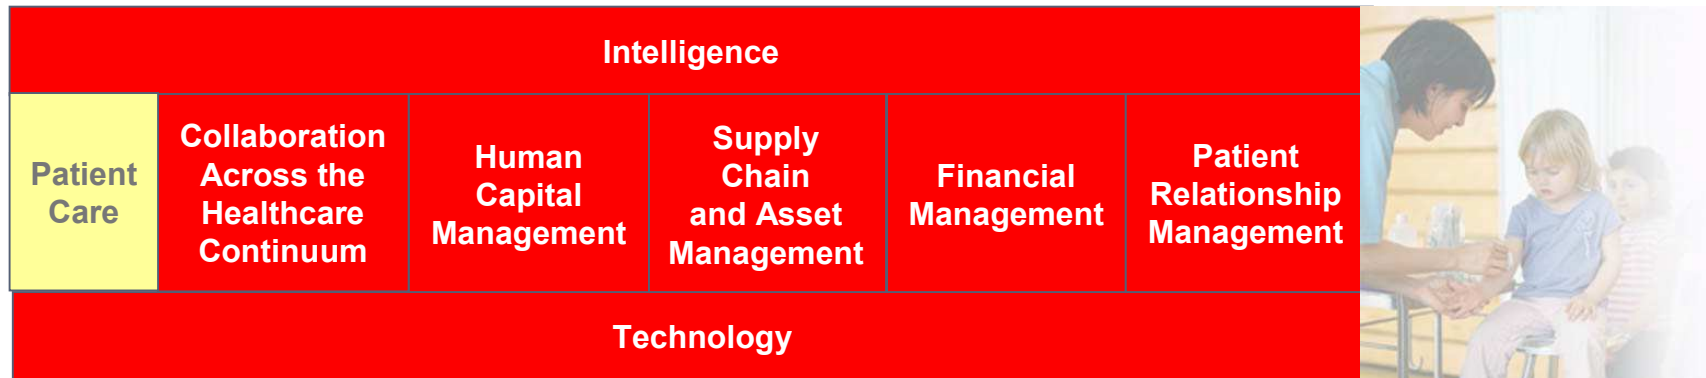 Intelligence
Patient
Care
Collaboration
Across the
Healthcare
Continuum
Human
Capital
Management
Supply
Chain
and Asset
Management
Financial
Management
Patient
Relationship
Management
Technology